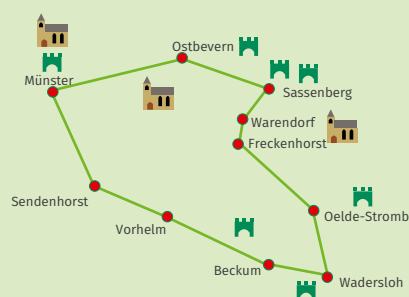 Ostbevern
Münster
Sassenberg
Warendorf
Freckenhorst
Sendenhorst
Oelde-Stromb
Vorhelm
Beckum
Wadersloh